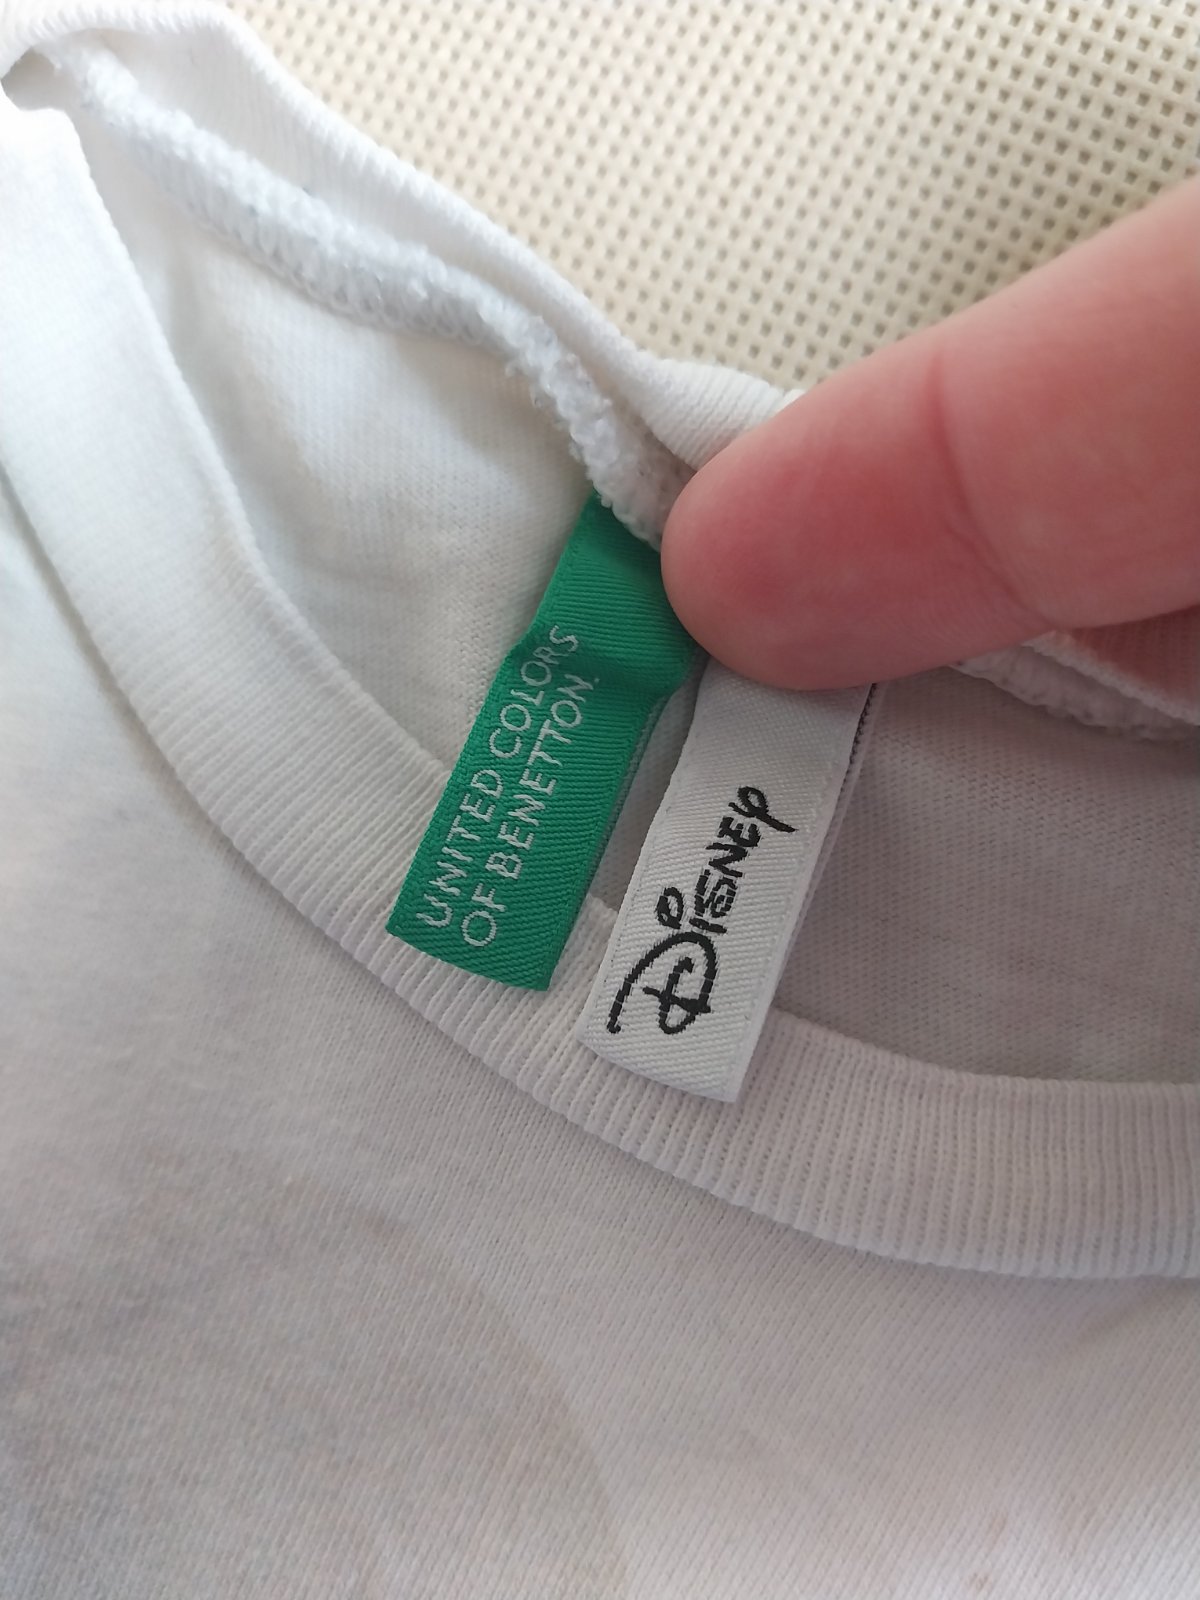 UNITED COLORS
OF BENETTON.
Disney